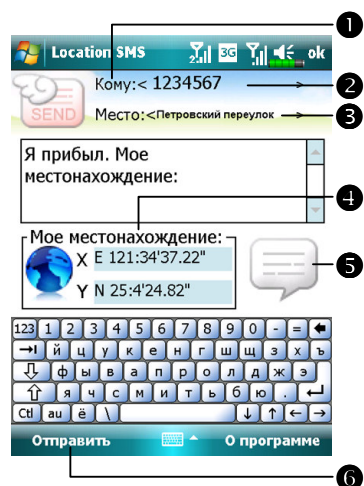 1
Location SMS 3G ok
Кому:< 1234567 >
2
SEND
Место:<Петровский переулок >
3
Я прибыл. Мое
местонахождение:
4
Мое местонахождение:
X E 121:34'37.22"
5
Y N 25:4'24.82"
123 1 2 3 4 5 6 7 8 9 0 - =
й ц у к е н г ш щ з х ъ
ф ы в а п р о л д ж э
я ч с м и т ь б ю .
Ctl au ё \
Отправить О программе
6